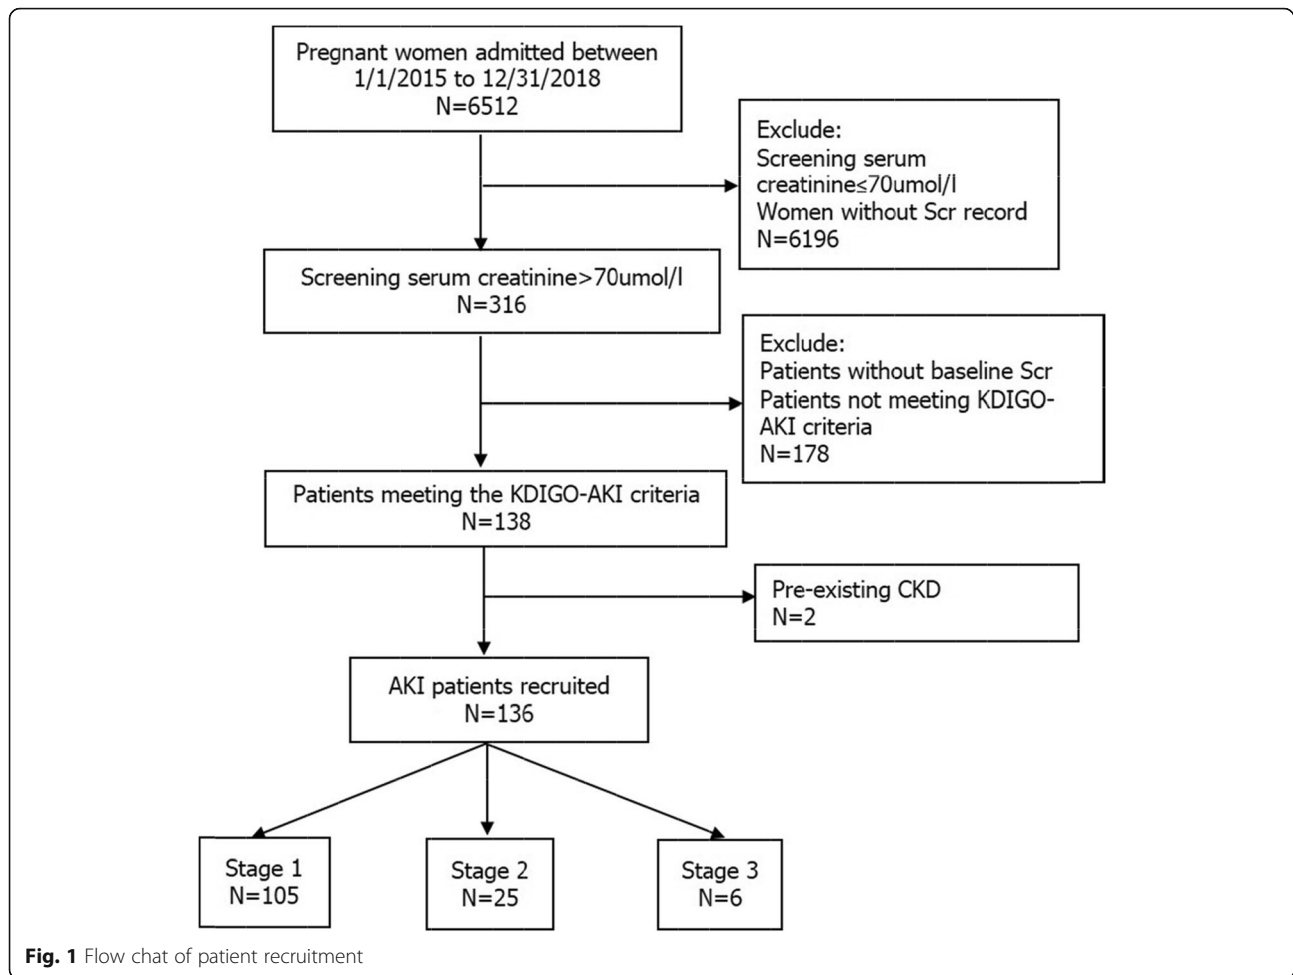 Pregnant women admitted between
1/1/2015 to 12/31/2018
N=6512
Exclude:
Screening serum
creatinine≤70umol/l
Women without Scr record
N=6196
Screening serum creatinine>70umol/l
N=316
Exclude:
Patients without baseline Scr
Patients not meeting KDIGO-
AKI criteria
N=178
Patients meeting the KDIGO-AKI criteria
N=138
Pre-existing CKD
N=2
AKI patients recruited
N=136
Stage 1
N=105
Stage 2
N=25
Stage 3
N=6
Fig. 1 Flow chat of patient recruitment